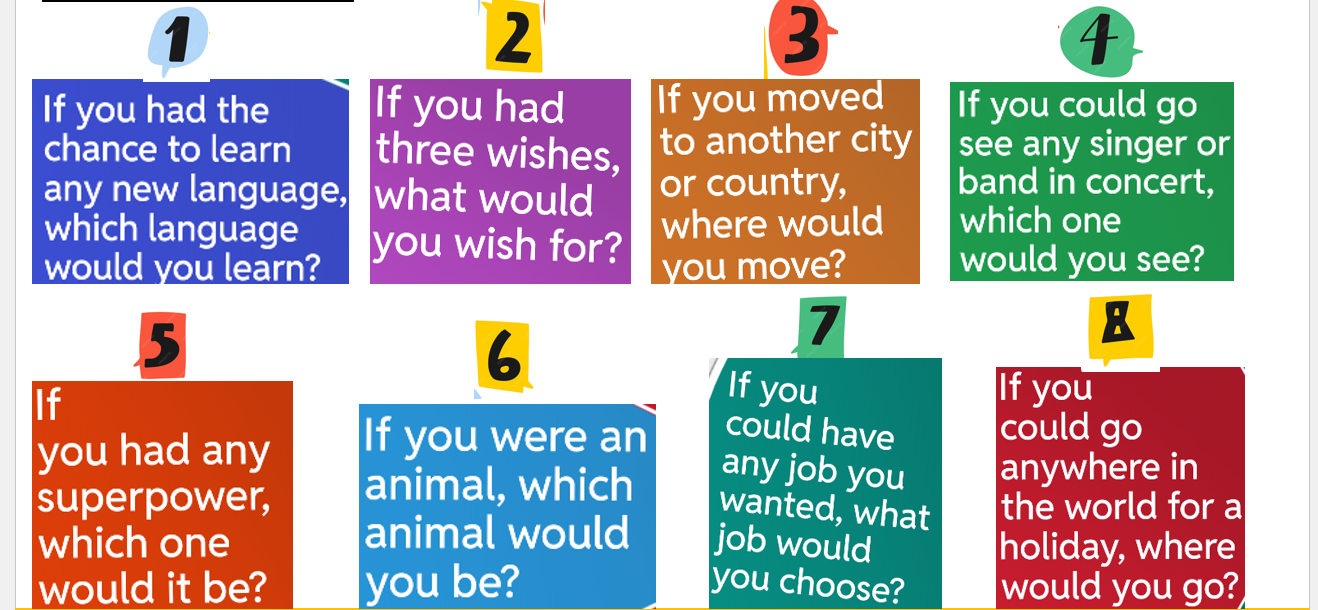 1
If you had the
chance to learn
any new language,
which language
would you learn?
2
If you had
three wishes,
what would
you wish for?
3
If you moved
to another city
or country,
where would
you move?
4
If you could go
see any singer or
band in concert,
which one
would you see?
5
If
you had any
superpower,
which one
would it be?
6
If you were an
animal, which
animal would
you be?
7
If you
could have
any job you
wanted, what
job would
you choose?
8
If you
could go
anywhere in
the world for a
holiday, where
would you go?